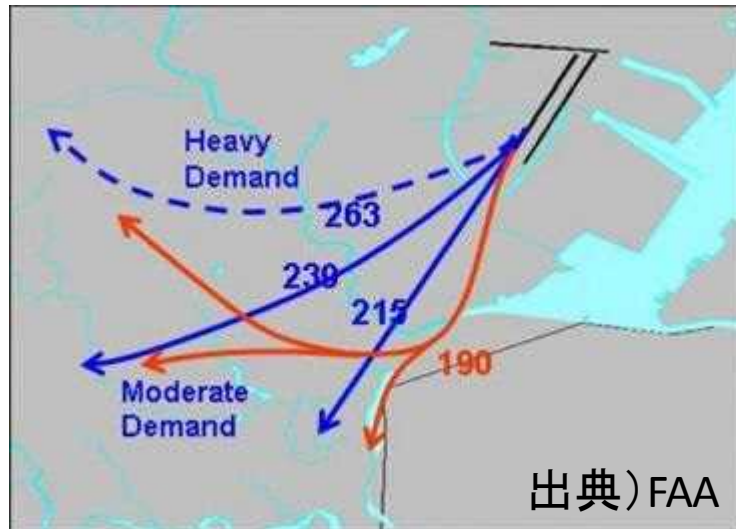 Heavy
Demand
263
239
215
190
Moderate
Demand
出典）FAA